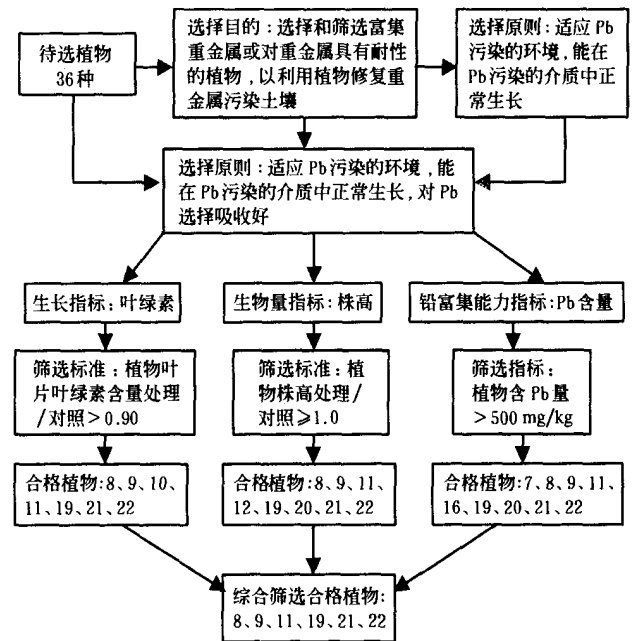 待选植物
36种
选择目的：选择和筛选富集
重金属或对重金属具有耐性
的植物，以利用植物修复重
金属污染土壤
选择原则：适应Pb
污染的环境，能在
Pb污染的介质中正
常生长
选择原则：适应Pb污染的环境，能
在Pb污染的介质中正常生长，对Pb
选择吸收好
生长指标：叶绿素
生物量指标：株高
铅富集能力指标：Pb含量
筛选标准：植物叶
片叶绿素含量处理
/对照＞0.90
筛选标准：植
物株高处理/
对照⩾1.0
筛选指标：
植物含Pb量
＞500 mg/kg
合格植物：8、9、10、
11、19、21、22
合格植物：8、9、11、
12、19、20、21、22
合格植物：7、8、9、11、
16、19、20、21、22
综合筛选合格植物：
8、9、11、19、21、22